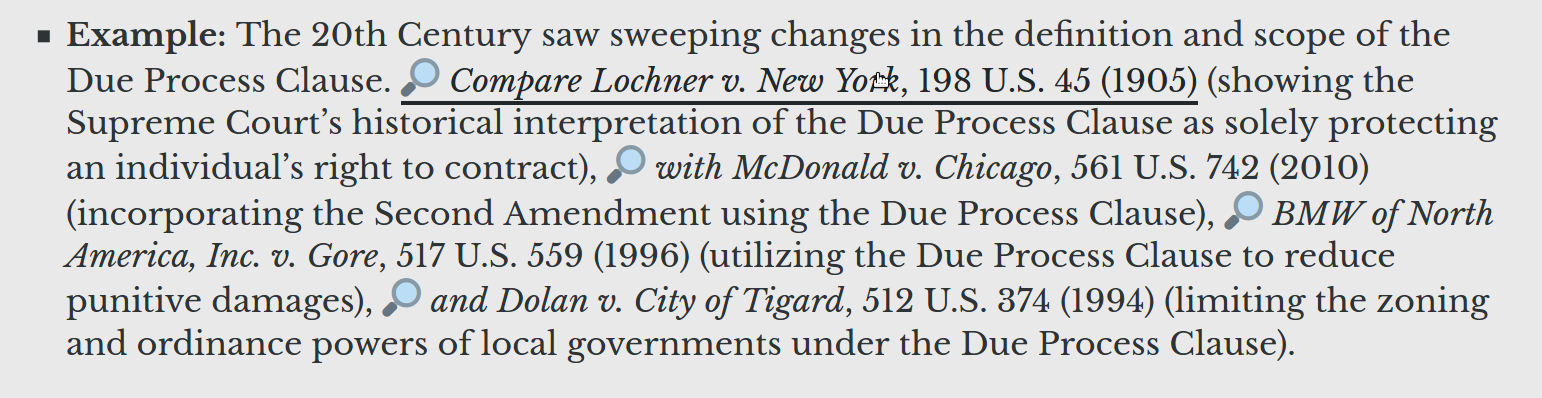 ▪ Example: The 20th Century saw sweeping changes in the definition and scope of the
Due Process Clause. Compare Lochner v. New York, 198 U.S. 45 (1905) (showing the
Supreme Court’s historical interpretation of the Due Process Clause as solely protecting
an individual’s right to contract), with McDonald v. Chicago, 561 U.S. 742 (2010)
(incorporating the Second Amendment using the Due Process Clause), BMW of North
America, Inc. v. Gore, 517 U.S. 559 (1996) (utilizing the Due Process Clause to reduce
punitive damages), and Dolan v. City of Tigard, 512 U.S. 374 (1994) (limiting the zoning
and ordinance powers of local governments under the Due Process Clause).